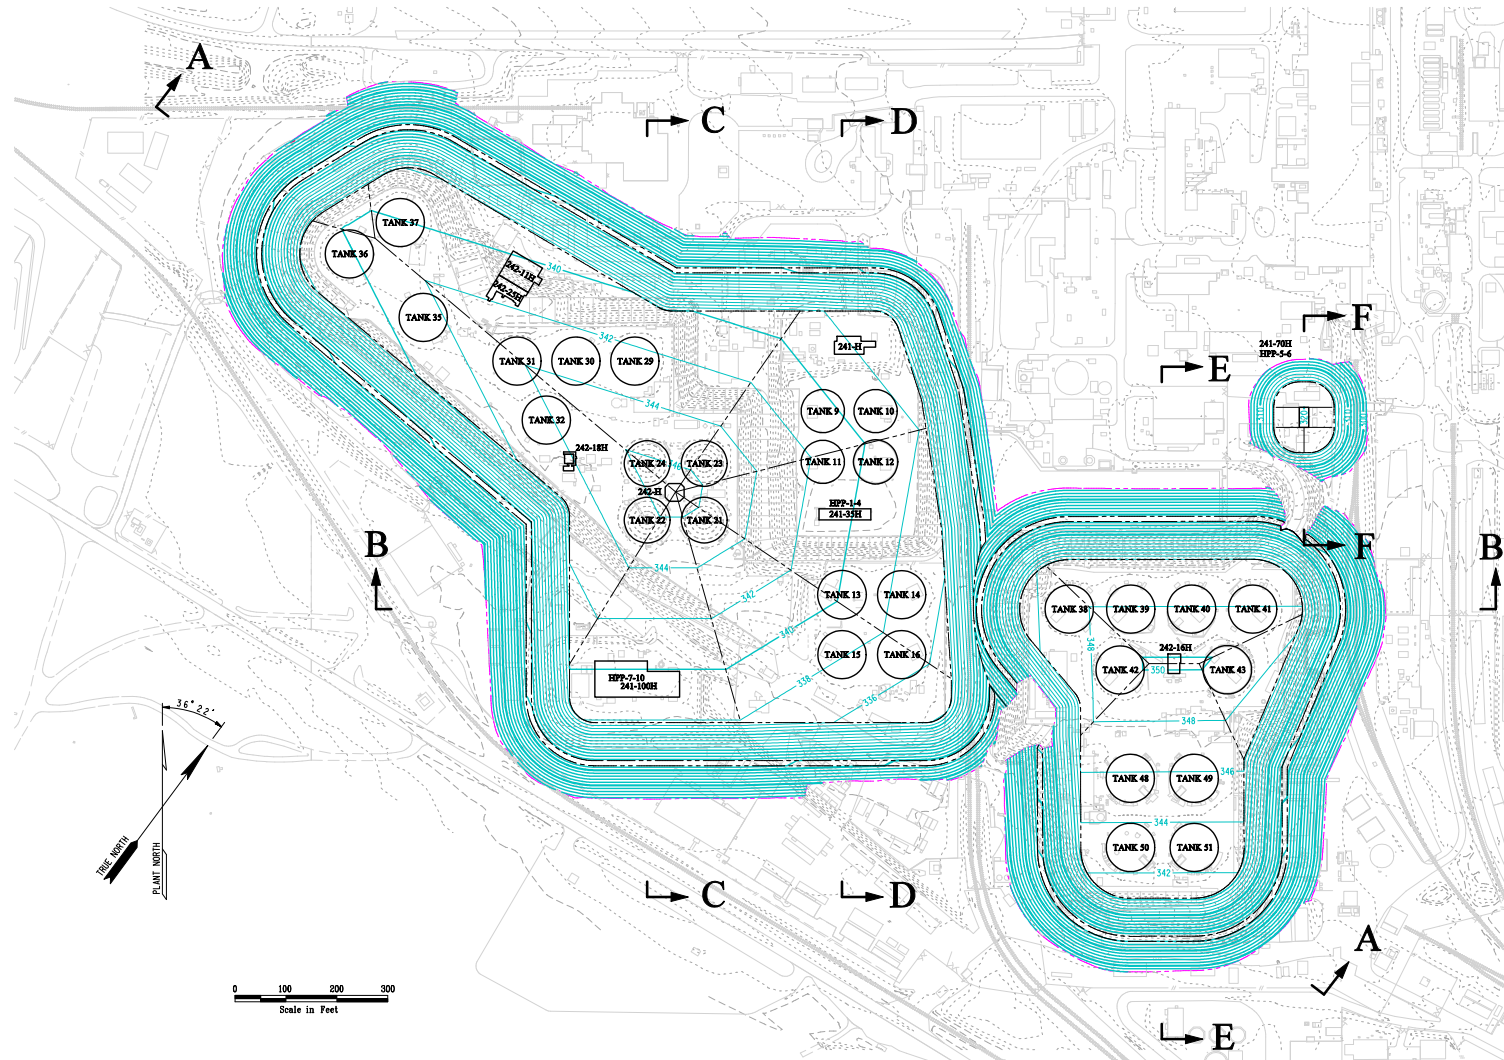 A
C
D
TANK 37
TANK 36
242-11H
340
242-25H
TANK 35
342
241-H
F
241-70H
HPP-5-6
TANK 31
TANK 30
TANK 29
E
344
TANK 9
TANK 10
320
TANK 32
242-18H
TANK 24
346
TANK 23
TANK 11
TANK 12
242-H
HPP-1-4
241-35H
TANK 22
TANK 21
B
F
B
344
342
TANK 13
TANK 14
TANK 38
TANK 39
TANK 40
TANK 41
340
348
242-16H
TANK 15
TANK 16
TANK 42
350
TANK 43
HPP-7-10
241-100H
338
336
348
36° 22'
TANK 48
TANK 49
346
344
TRUE NORTH
PLANT NORTH
TANK 50
TANK 51
342
C
D
A
0 100 200 300
Scale in Feet
E